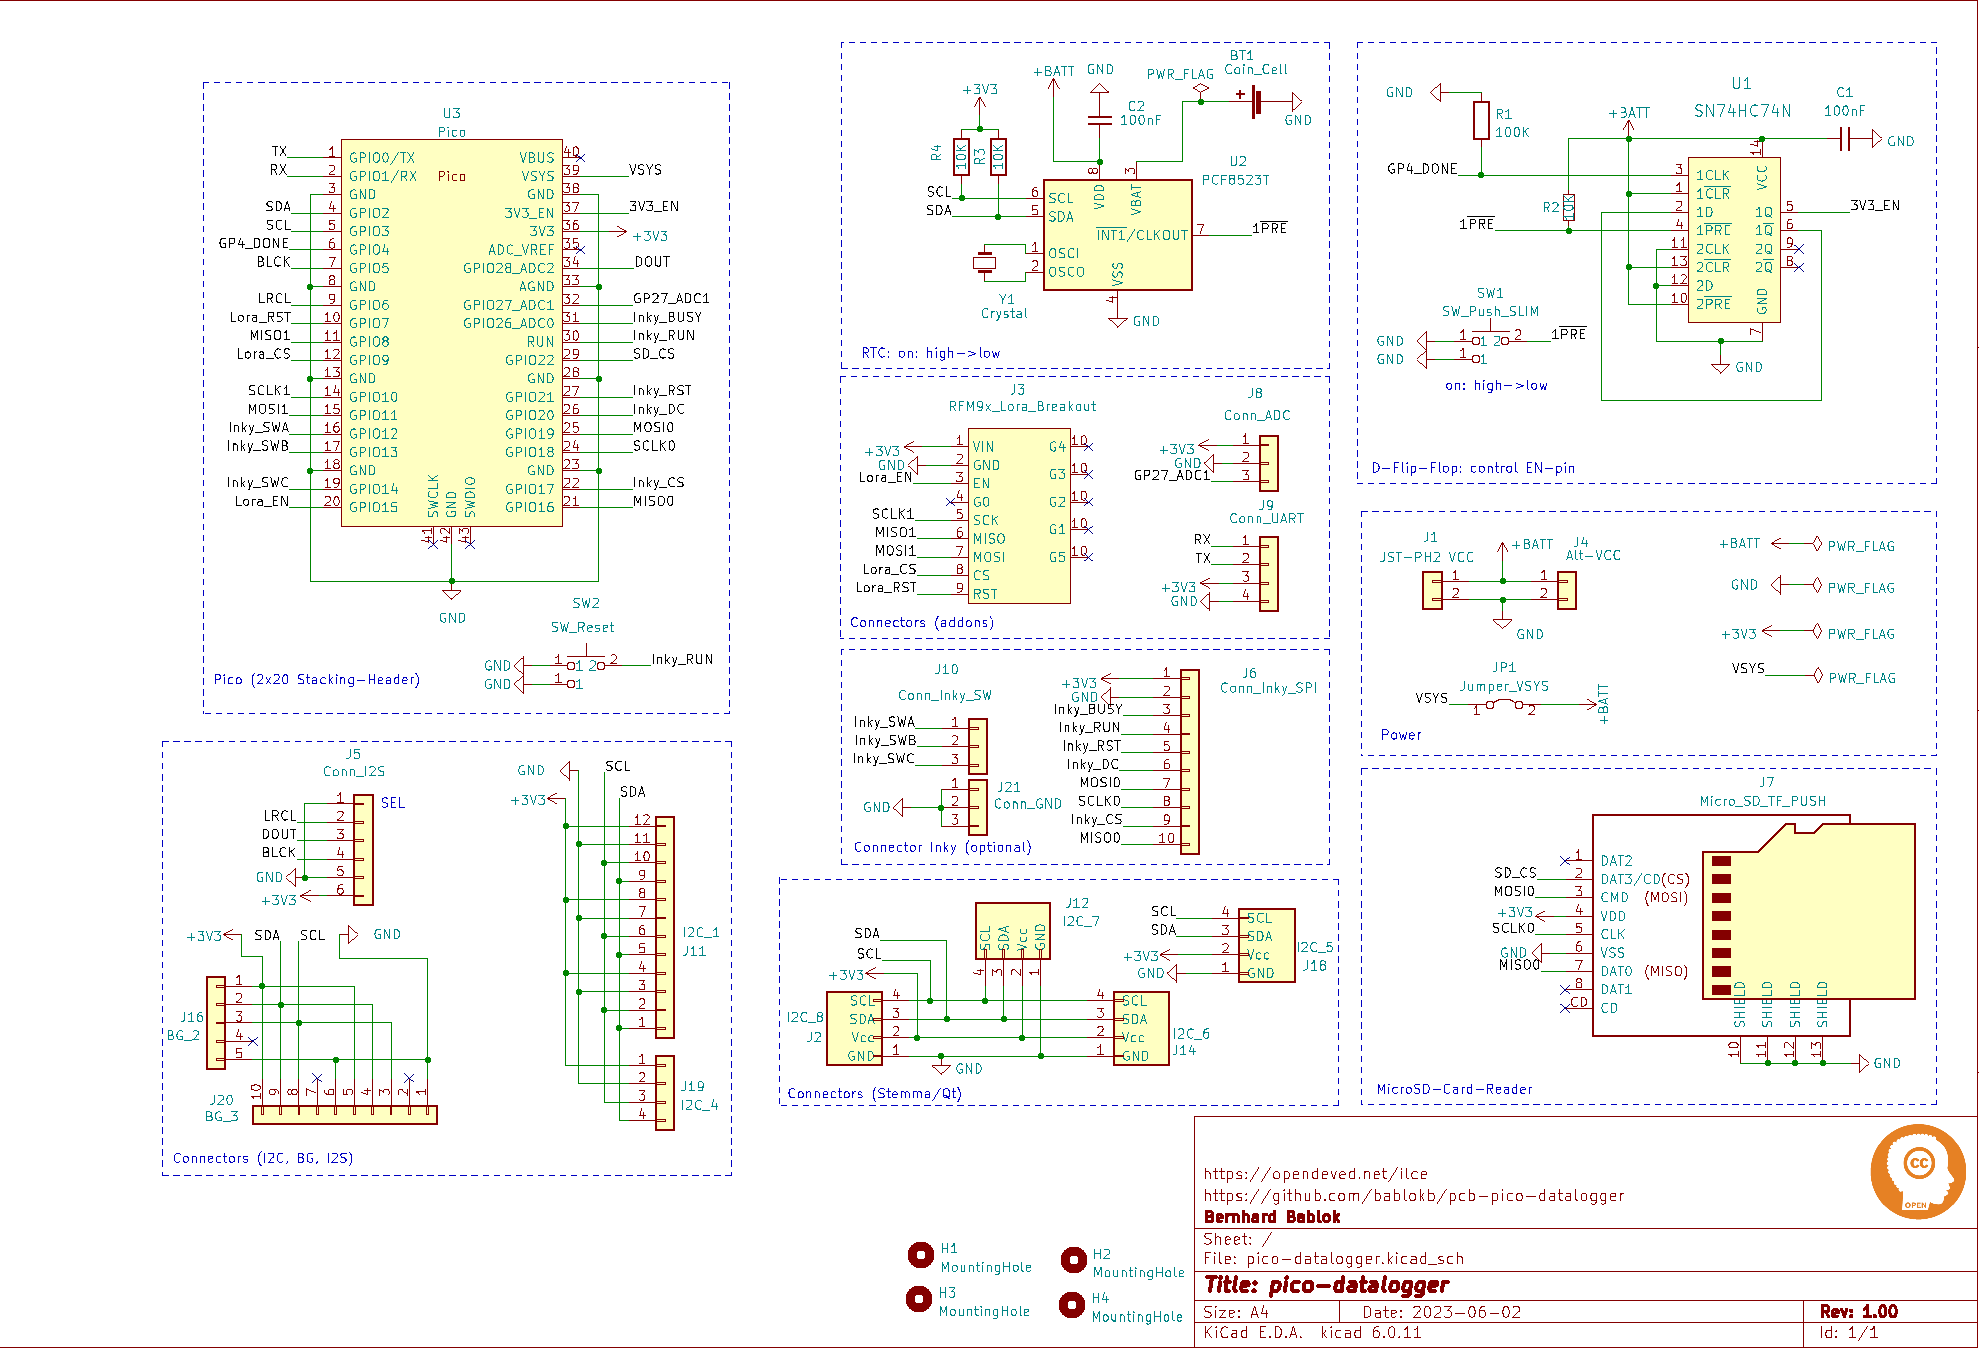 U3
Pico
Pico
TX 1 GPIO0/TX
RX 2 GPIO1/RX
3 GND
SDA 4 GPIO2
SCL 5 GPIO3
GP4_DONE 6 GPIO4
BLCK 7 GPIO5
8 GND
LRCL 9 GPIO6
Lora_RST 10 GPIO7
MISO1 11 GPIO8
Lora_CS 12 GPIO9
13 GND
SCLK1 14 GPIO10
MOSI1 15 GPIO11
Inky_SWA 16 GPIO12
Inky_SWB 17 GPIO13
18 GND
Inky_SWC 19 GPIO14
Lora_EN 20 GPIO15
VBUS 40
VSYS 39 VSYS
GND 38
3V3_EN 37 3V3_EN
3V3 36 +3V3
ADC_VREF 35
GPIO28_ADC2 34 DOUT
AGND 33
GPIO27_ADC1 32 GP27_ADC1
GPIO26_ADC0 31 Inky_BUSY
RUN 30 Inky_RUN
GPIO22 29 SD_CS
GND 28
GPIO21 27 Inky_RST
GPIO20 26 Inky_DC
GPIO19 25 MOSI0
GPIO18 24 SCLK0
GND 23
GPIO17 22 Inky_CS
GPIO16 21 MISO0
SWCLK GND SWDIO
41 42 43
GND
SW2
SW_Reset
GND 1 1 2 2 Inky_RUN
GND 1 1
Pico (2x20 Stacking-Header)
+3V3
R4 10K
R3 10K
+BATT
GND
C2
100nF
PWR_FLAG
BT1
Coin_Cell
+
GND
U2
PCF8523T
8 VDD
3 VBAT
SCL 6 SCL
SDA 5 SDA
INT1/CLKOUT 7 1PRE
1 OSCI
2 OSCO
VSS 4
GND
Y1
Crystal
RTC: on: high->low
GND
R1
100K
GP4_DONE
+BATT
U1
SN74HC74N
C1
100nF
GND
14 VCC
3 1CLK
1 1CLR
2 1D
1PRE 4 1PRE
11 2CLK
13 2CLR
12 2D
10 2PRE
1Q 5 3V3_EN
1Q 6
2Q 9
2Q 8
GND 7
R2 10K
GND
SW1
SW_Push_SLIM
GND 1 1 2 2 1PRE
GND 1 1
on: high->low
D-Flip-Flop: control EN-pin
J3
RFM9x_Lora_Breakout
+3V3 1 VIN
GND 2 GND
Lora_EN 3 EN
4 G0
SCLK1 5 SCK
MISO1 6 MISO
MOSI1 7 MOSI
Lora_CS 8 CS
Lora_RST 9 RST
G4 10
G3 10
G2 10
G1 10
G5 10
J8
Conn_ADC
+3V3 1
GND 2
GP27_ADC1 3
J9
Conn_UART
RX 1
TX 2
+3V3 3
GND 4
Connectors (addons)
J1
JST-PH2 VCC
1
2
+BATT
J4
Alt-VCC
1
2
GND
+BATT PWR_FLAG
GND PWR_FLAG
+3V3 PWR_FLAG
VSYS PWR_FLAG
JP1
Jumper_VSYS
VSYS 1 2 +BATT
Power
J10
Conn_Inky_SW
Inky_SWA 1
Inky_SWB 2
Inky_SWC 3
J21
Conn_GND
GND
1
2
3
J6
Conn_Inky_SPI
+3V3 1
GND 2
Inky_BUSY 3
Inky_RUN 4
Inky_RST 5
Inky_DC 6
MOSI0 7
SCLK0 8
Inky_CS 9
MISO0 10
Connector Inky (optional)
J5
Conn_I2S
1 SEL
LRCL 2
DOUT 3
BLCK 4
GND 5
+3V3 6
+3V3 SDA SCL GND
J16
BG_2
1
2
3
4
5
J20
BG_3
10 9 8 7 6 5 4 3 2 1
GND
+3V3
SCL
SDA
12
11
10
9
8
7
6
5
4
3
2
1
I2C_1
J11
1
2
3
4
J19
I2C_4
Connectors (I2C, BG, I2S)
SDA
SCL
+3V3
I2C_8
J2
SCL 4
SDA 3
Vcc 2
GND 1
J12
I2C_7
SCL SDA Vcc GND
4 3 2 1
4 SCL
3 SDA
2 Vcc
1 GND
I2C_6
J14
SCL 4 SCL
SDA 3 SDA
+3V3 2 Vcc
GND 1 GND
I2C_5
J18
GND
Connectors (Stemma/Qt)
J7
Micro_SD_TF_PUSH
1 DAT2
SD_CS 2 DAT3/CD(CS)
MOSI0 3 CMD (MOSI)
+3V3 4 VDD
SCLK0 5 CLK
GND 6 VSS
MISO0 7 DAT0 (MISO)
8 DAT1
CD CD
SHIELD SHIELD SHIELD SHIELD
10 11 12 13
GND
MicroSD-Card-Reader
H1
MountingHole
H2
MountingHole
H3
MountingHole
H4
MountingHole
https://opendeved.net/ilce
https://github.com/bablokb/pcb-pico-datalogger
Bernhard Bablok
CC
OPEN
Sheet: /
File: pico-datalogger.kicad_sch
Title: pico-datalogger
Size: A4 Date: 2023-06-02 Rev: 1.00
KiCad E.D.A. kicad 6.0.11 Id: 1/1